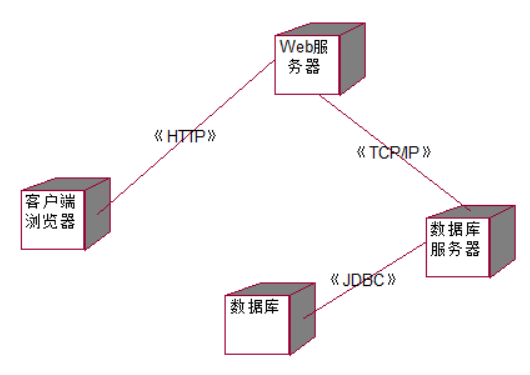 Web服
务器
《HTTP》
《TCP/IP》
客户端
浏览器
数据库
服务器
《JDBC》
数据库